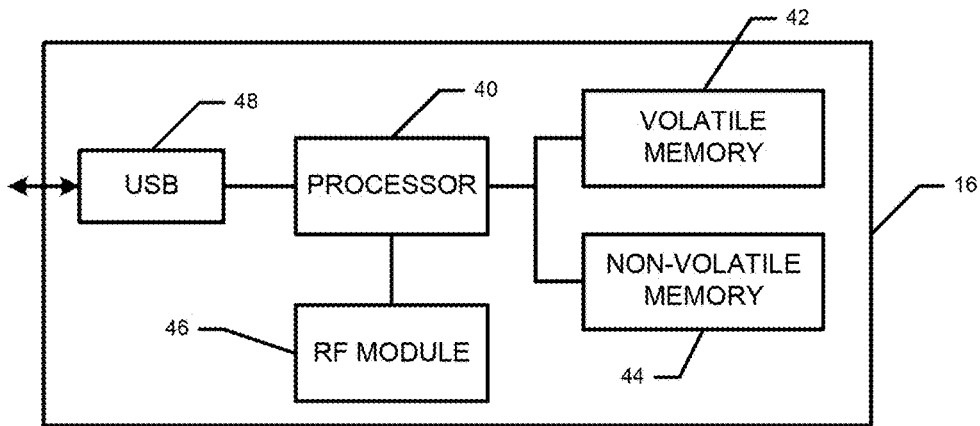 42
48
40
VOLATILE
MEMORY
USB
PROCESSOR
16
NON-VOLATILE
MEMORY
46
RF MODULE
44